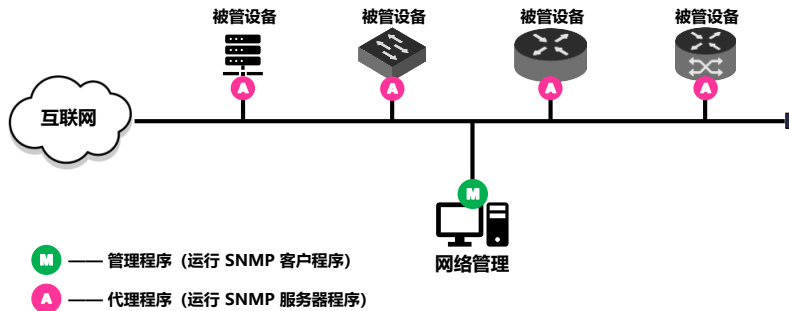 被管设备 被管设备 被管设备 被管设备
A A A A
互联网
M
网络管理
M —— 管理程序（运行 SNMP 客户程序）
A —— 代理程序（运行 SNMP 服务器程序）